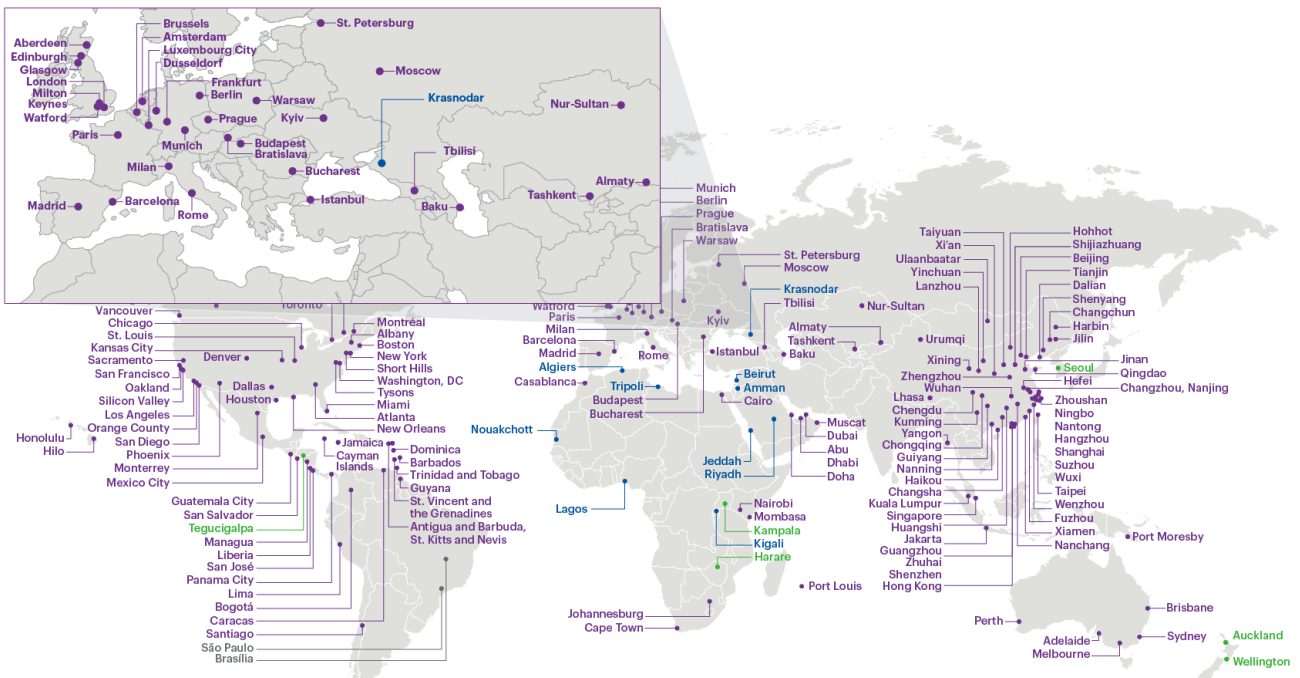 St. Petersburg
Brussels
Amsterdam
Aberdeen
Luxembourg City
Edinburgh
Dusseldorf
Glasgow
Moscow
London
Frankfurt
Milton
Keynes
Berlin
Warsaw
Krasnodar
Nur-Sultan
Watford
Prague
Kyiv
Paris
Munich
Budapest
Bratislava
Tbilisi
Milan
Bucharest
Almaty
Tashkent
Madrid
Barcelona
Istanbul
Baku
Rome
Munich
Berlin
Prague
Bratislava
Warsaw
St. Petersburg
Moscow
Krasnodar
Tbilisi
Nur-Sultan
Almaty
Tashkent
Baku
Kyiv
Istanbul
Watford
Paris
Milan
Barcelona
Madrid
Rome
Algiers
Casablanca
Tripoli
Budapest
Bucharest
Beirut
Amman
Cairo
Nouakchott
Muscat
Dubai
Abu
Dhabi
Doha
Jeddah
Riyadh
Lagos
Nairobi
Mombasa
Kampala
Kigali
Harare
Port Louis
Johannesburg
Cape Town
Toronto
Vancouver
Chicago
St. Louis
Kansas City
Sacramento
Denver
San Francisco
Oakland
Silicon Valley
Dallas
Houston
Los Angeles
Orange County
San Diego
Phoenix
Monterrey
Mexico City
Honolulu
Hilo
Montréal
Albany
Boston
New York
Short Hills
Washington, DC
Tysons
Miami
Atlanta
New Orleans
Jamaica
Cayman
Islands
Dominica
Barbados
Trinidad and Tobago
Guyana
St. Vincent and
the Grenadines
Antigua and Barbuda,
St. Kitts and Nevis
Guatemala City
San Salvador
Tegucigalpa
Managua
Liberia
San José
Panama City
Lima
Bogotá
Caracas
Santiago
São Paulo
Brasília
Taiyuan
Xi'an
Ulaanbaatar
Yinchuan
Lanzhou
Urumqi
Xining
Zhengzhou
Wuhan
Lhasa
Chengdu
Kunming
Yangon
Chongqing
Guiyang
Nanning
Haikou
Changsha
Kuala Lumpur
Singapore
Huangshi
Jakarta
Guangzhou
Zhuhai
Shenzen
Hong Kong
Hohhot
Shijiazhuang
Beijing
Tianjin
Dalian
Shenyang
Changchun
Harbin
Jilin
Jinan
Seoul
Qingdao
Hefei
Changzhou, Nanjing
Zhoushan
Ningbo
Nantong
Hangzhou
Shanghai
Suzhou
Wuxi
Taipei
Wenzhou
Fuzhou
Xiamen
Nanchang
Port Moresby
Perth
Brisbane
Adelaide
Sydney
Melbourne
Auckland
Wellington